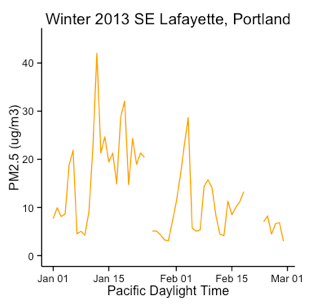 Winter 2013 SE Lafayette, Portland
PM2.5 (ug/m3)
40
30
20
10
0
Jan 01
Jan 15
Feb 01
Feb 15
Mar 01
Pacific Daylight Time